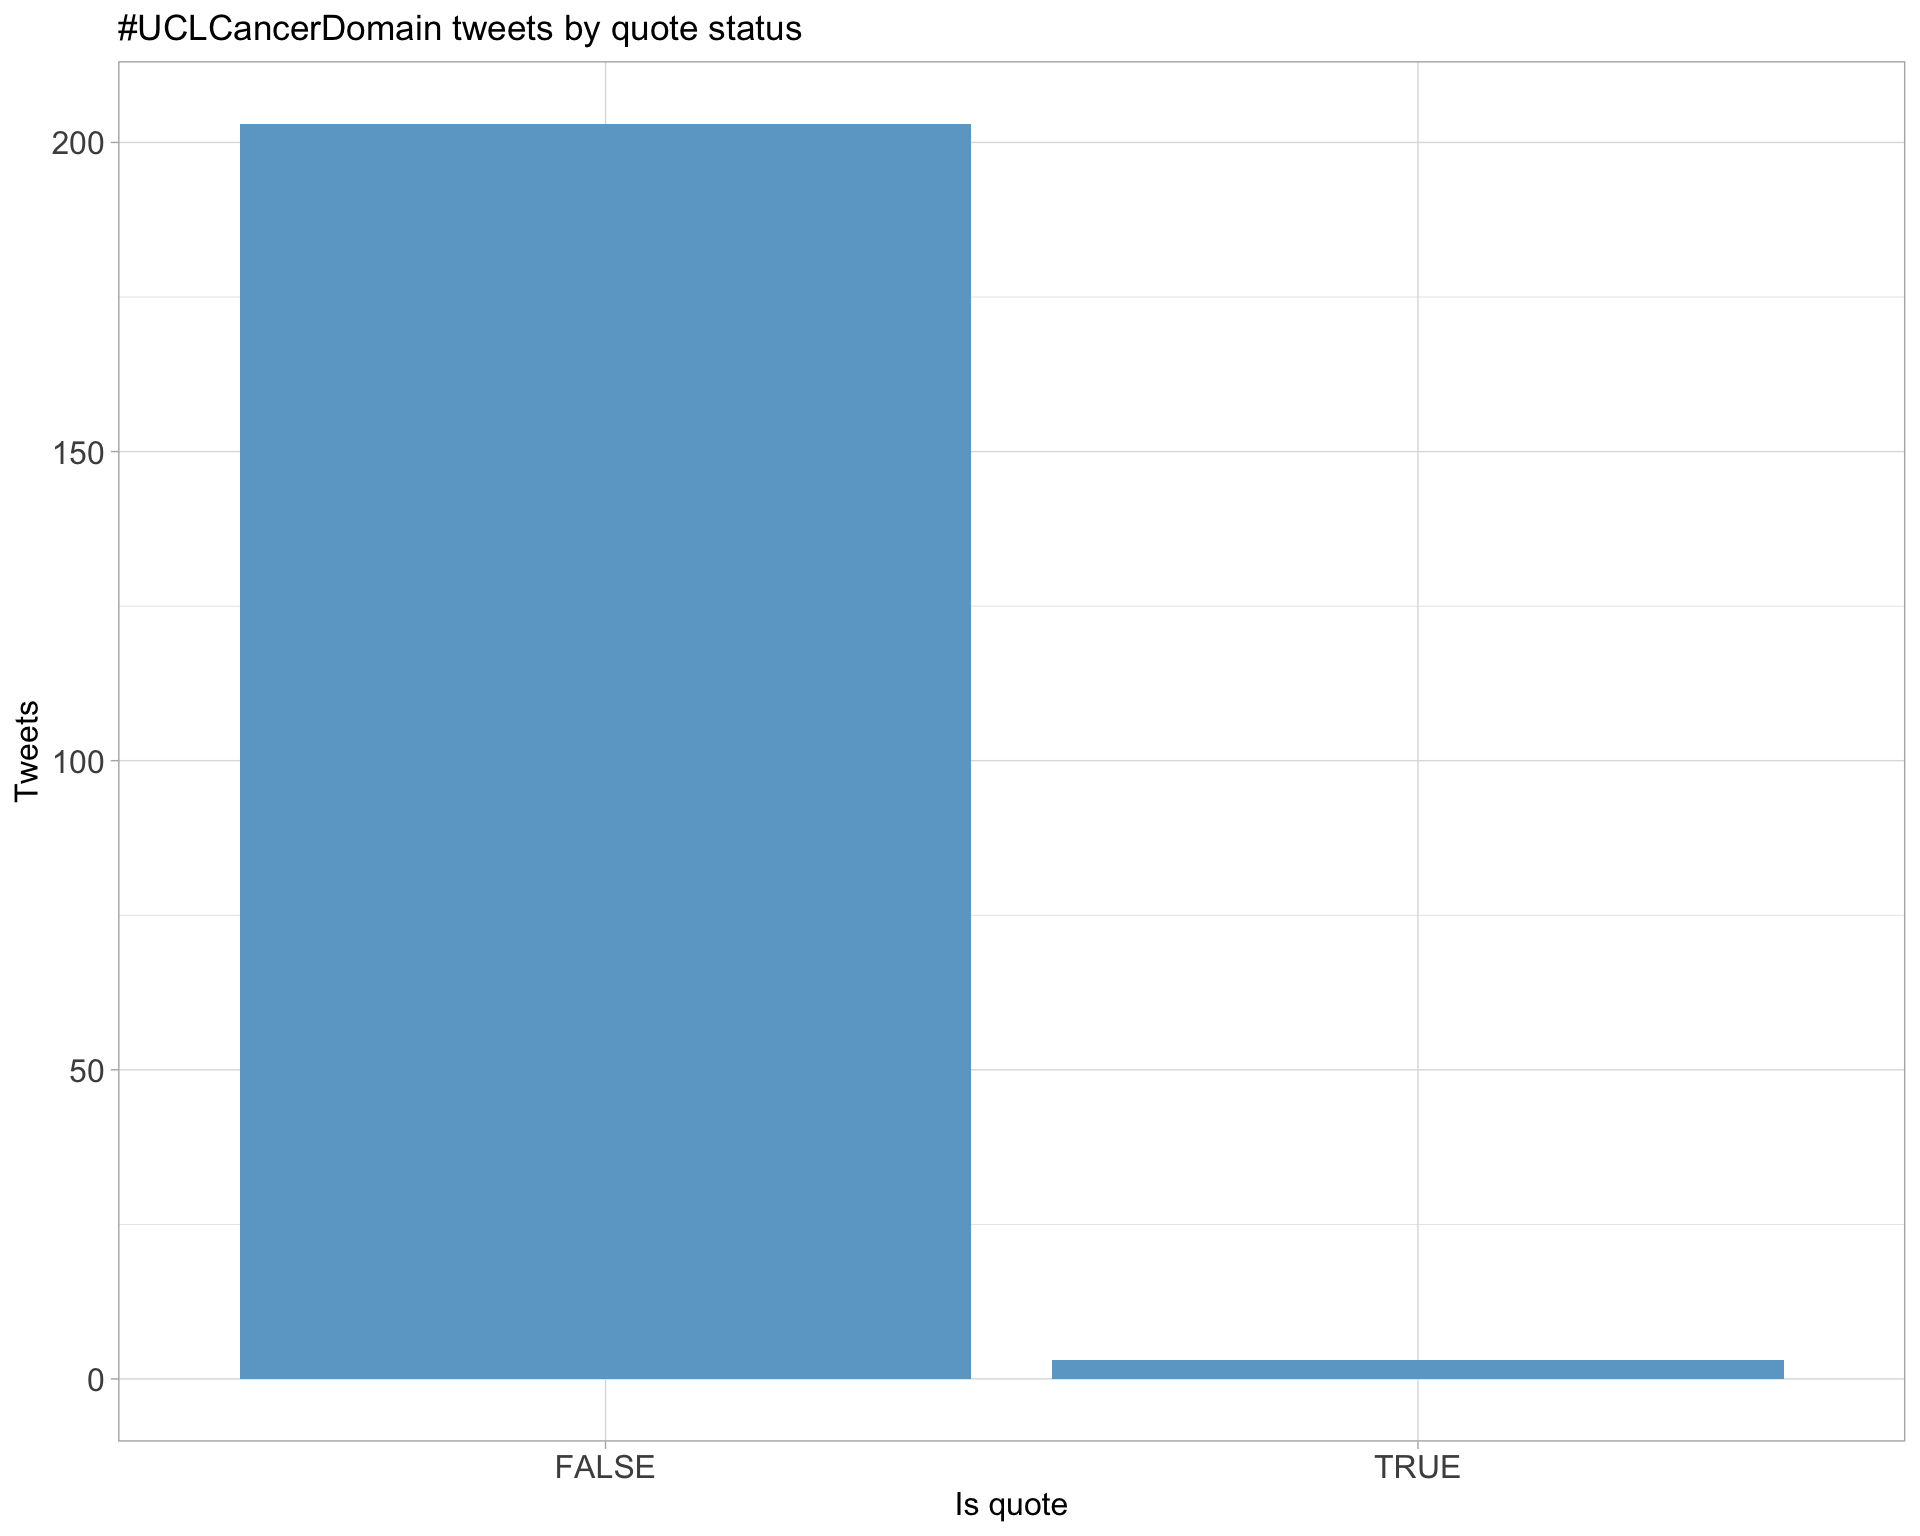 #UCLCancerDomain tweets by quote status
Tweets
200
150
100
50
0
FALSE
TRUE
Is quote